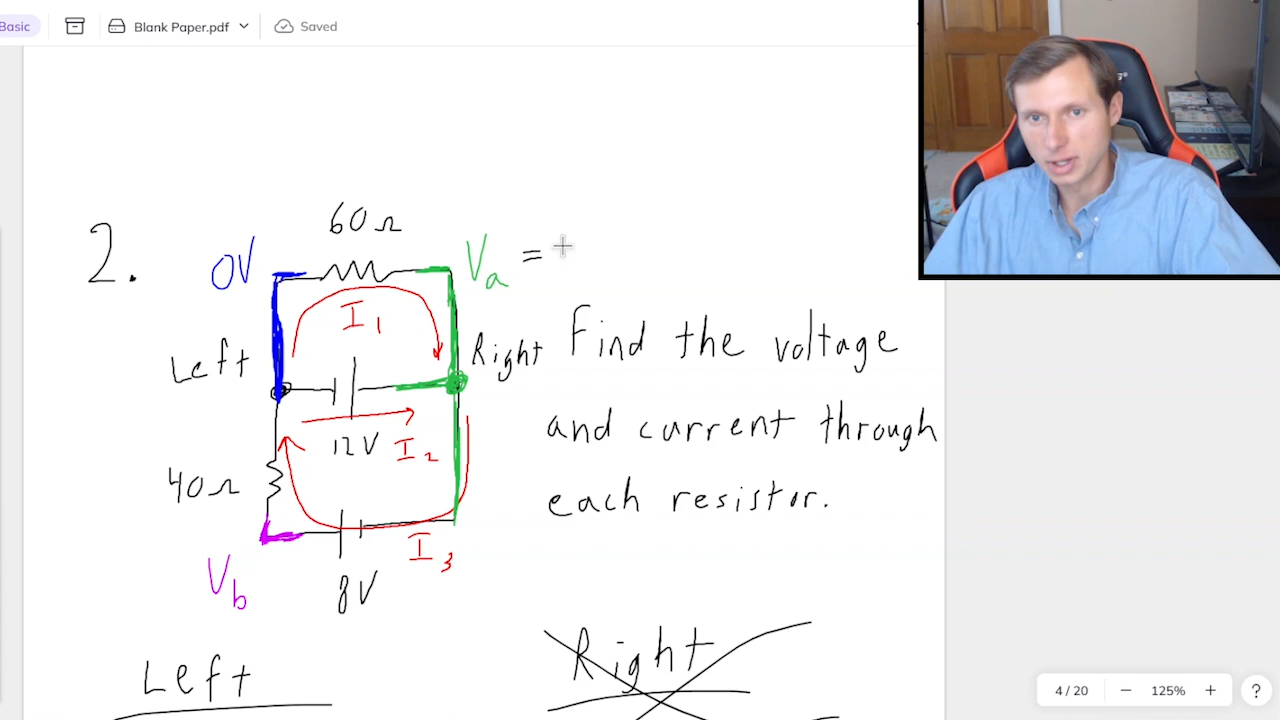 Basic
Blank Paper.pdf
Saved
2.
60Ω
0V
Va =
I1
Left
Right
Find the voltage
12V
I2
and current through
40Ω
each resistor.
I3
Vb
8V
Left
Right
4 / 20
125%
?